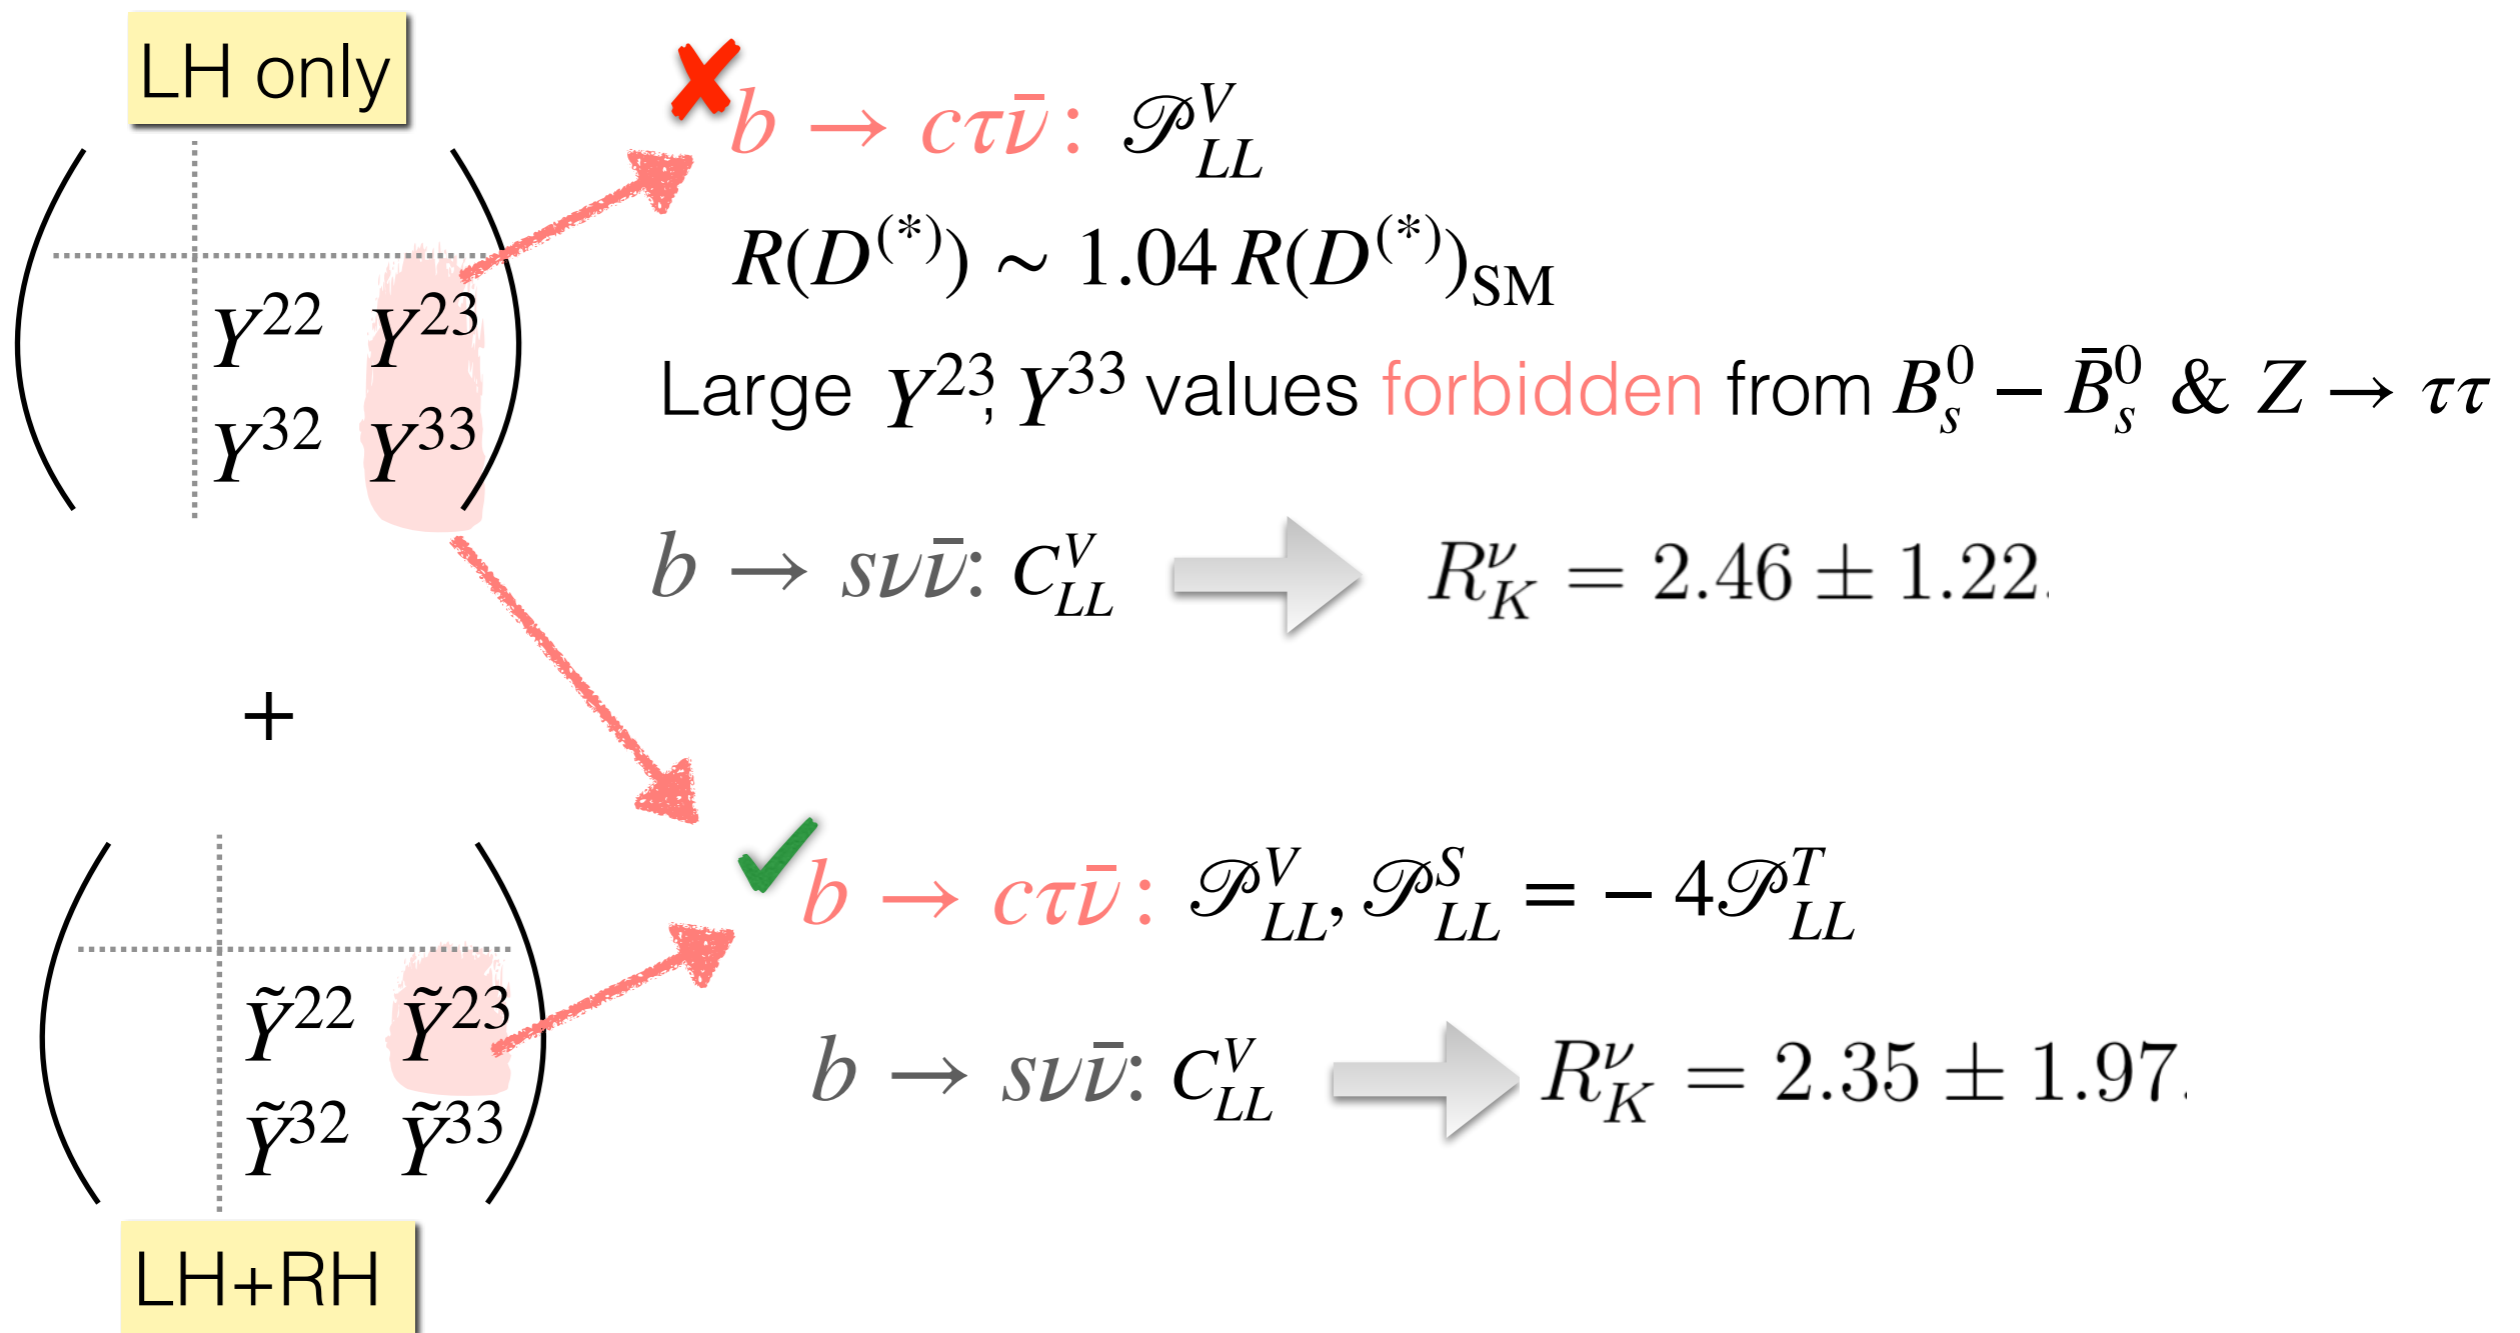 LH only
✘ b → cτν̄ : 𝒫^V_LL
R(D^(*)) ∼ 1.04 R(D^(*))_SM
Y^22 Y^23
Large Y^23, Y^33 values forbidden from B^0_s − B̄^0_s & Z → ττ
Y^32 Y^33
b → sνν̄: C^V_LL R^ν_K = 2.46 ± 1.22.
+
✔ b → cτν̄ : 𝒫^V_LL, 𝒫^S_LL = − 4𝒫^T_LL
Ỹ^22 Ỹ^23
b → sνν̄: C^V_LL R^ν_K = 2.35 ± 1.97.
Ỹ^32 Ỹ^33
LH+RH